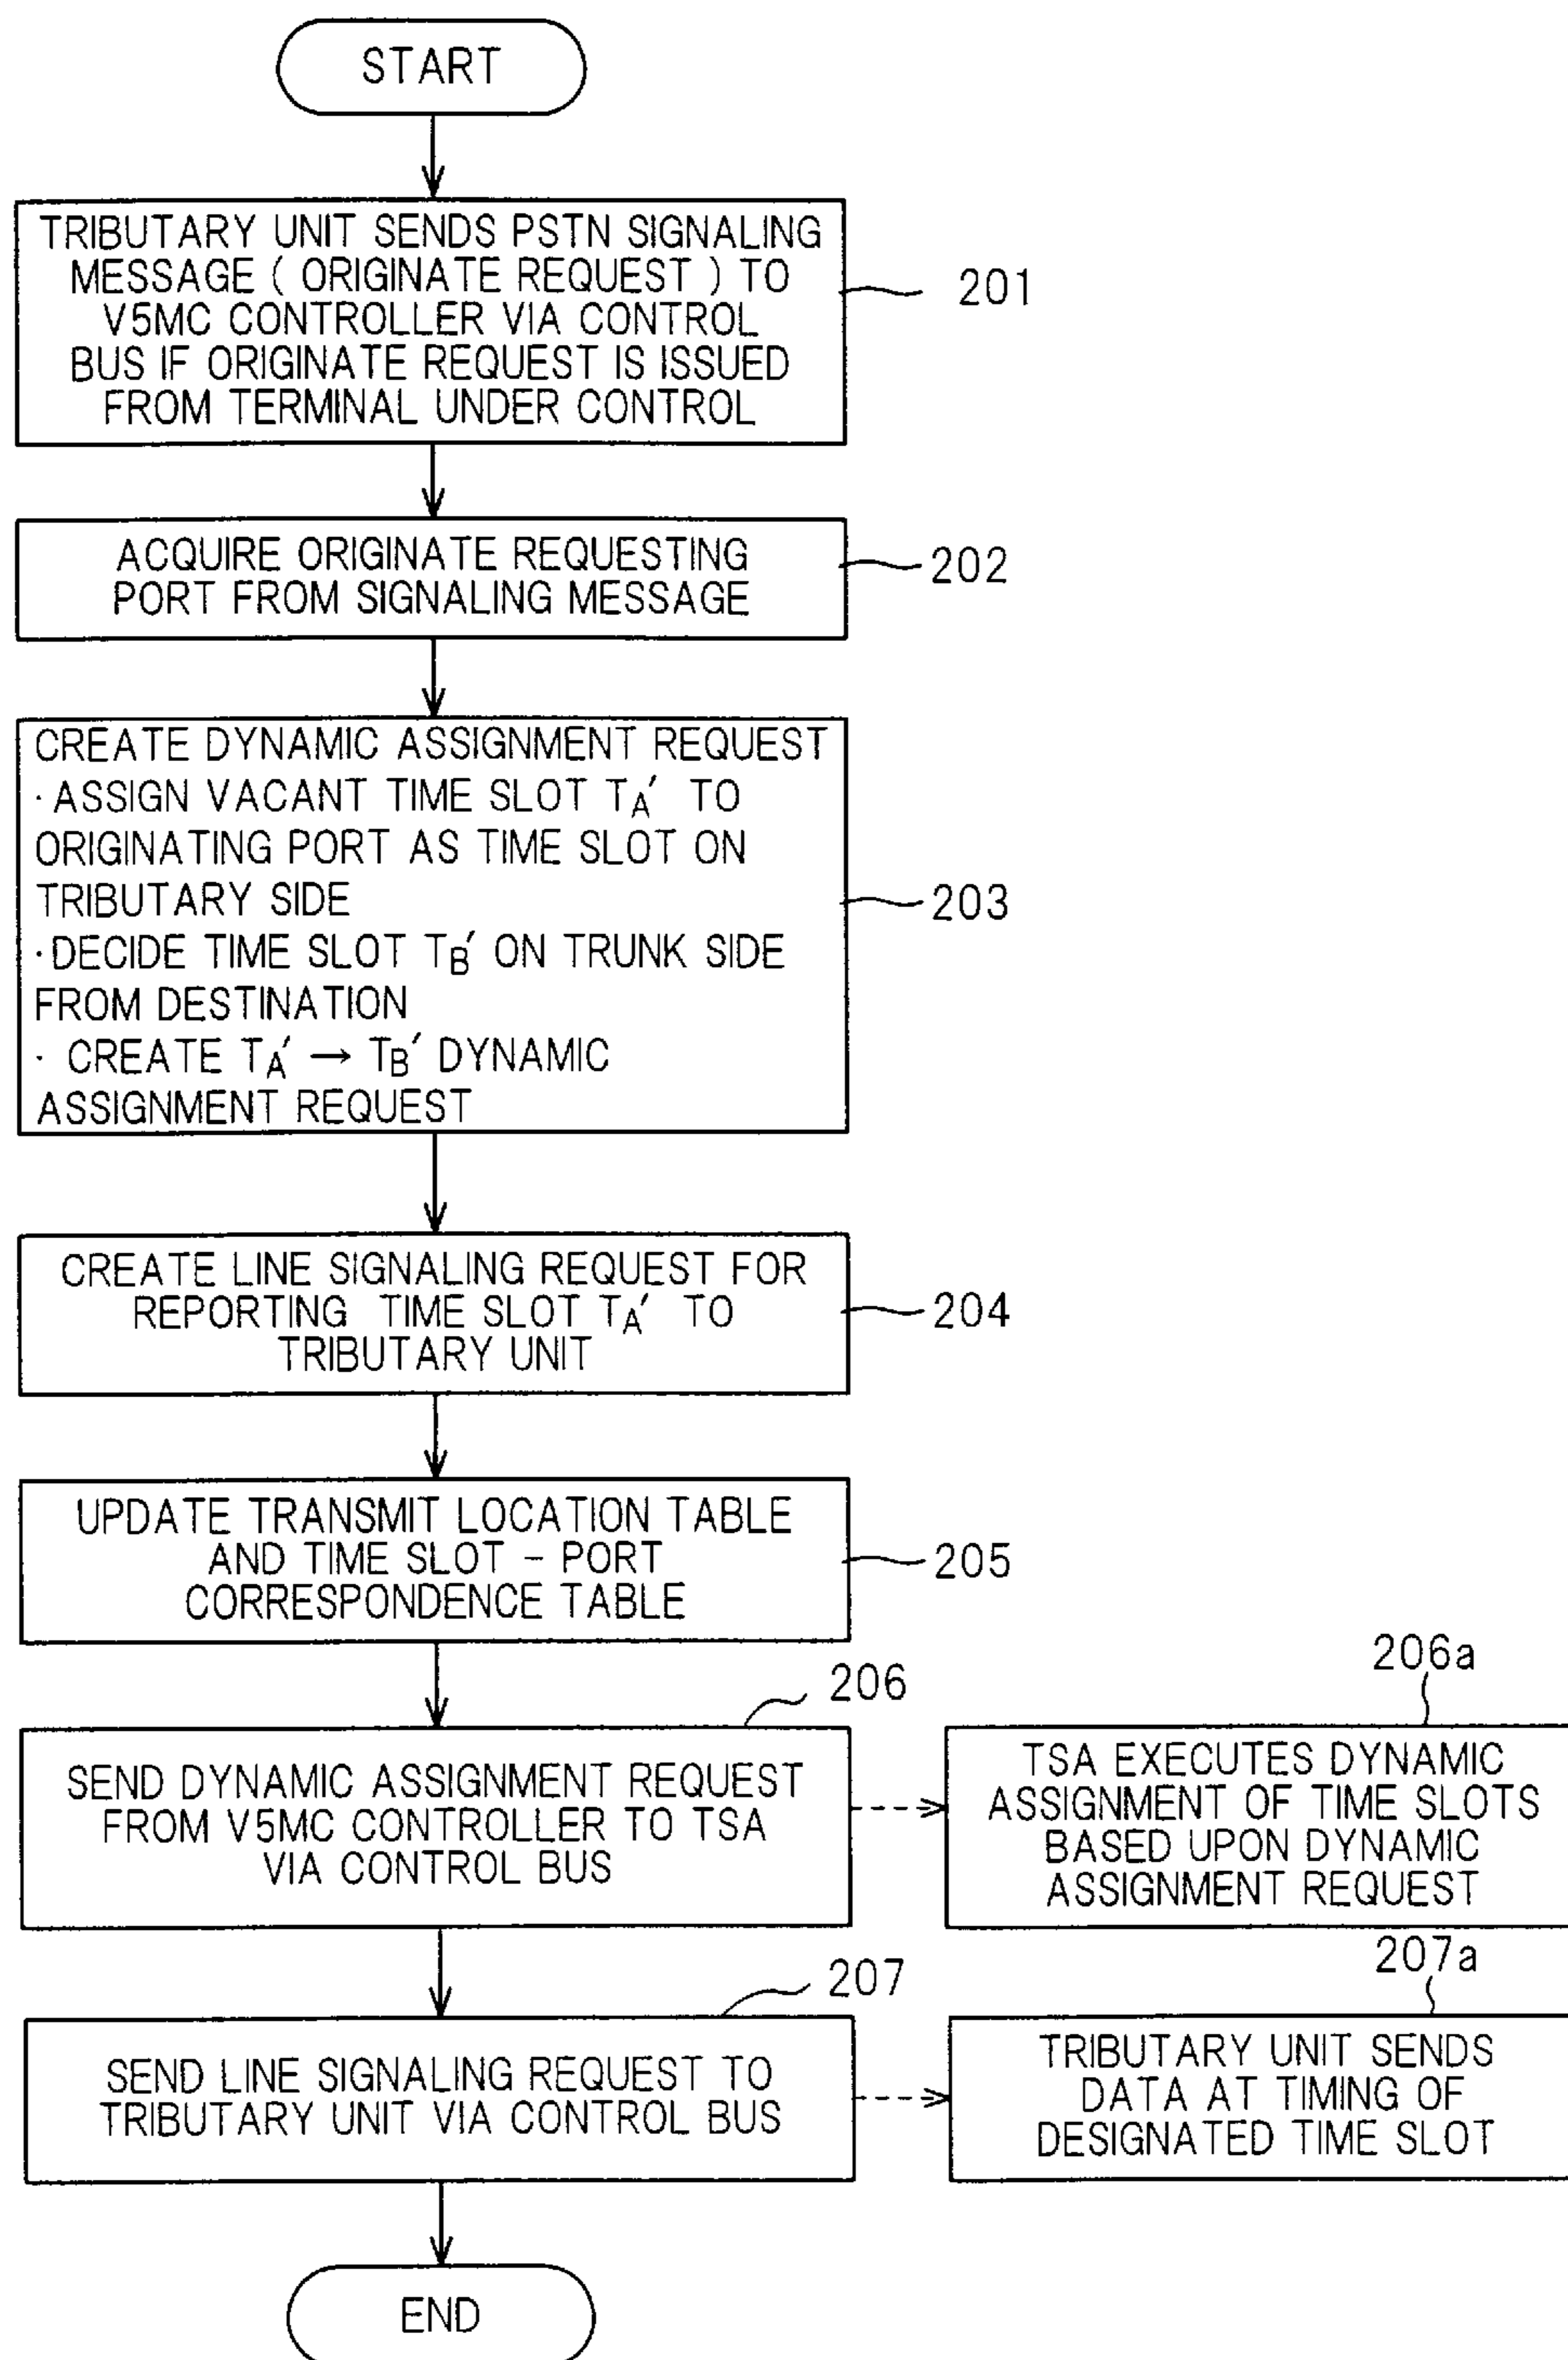 START
TRIBUTARY UNIT SENDS PSTN SIGNALING
MESSAGE ( ORIGINATE REQUEST ) TO
V5MC CONTROLLER VIA CONTROL
BUS IF ORIGINATE REQUEST IS ISSUED
FROM TERMINAL UNDER CONTROL
201
ACQUIRE ORIGINATE REQUESTING
PORT FROM SIGNALING MESSAGE
202
CREATE DYNAMIC ASSIGNMENT REQUEST
· ASSIGN VACANT TIME SLOT TA′ TO
ORIGINATING PORT AS TIME SLOT ON
TRIBUTARY SIDE
· DECIDE TIME SLOT TB′ ON TRUNK SIDE
FROM DESTINATION
· CREATE TA′ → TB′ DYNAMIC
ASSIGNMENT REQUEST
203
CREATE LINE SIGNALING REQUEST FOR
REPORTING TIME SLOT TA′ TO
TRIBUTARY UNIT
204
UPDATE TRANSMIT LOCATION TABLE
AND TIME SLOT – PORT
CORRESPONDENCE TABLE
205
206
SEND DYNAMIC ASSIGNMENT REQUEST
FROM V5MC CONTROLLER TO TSA
VIA CONTROL BUS
206a
TSA EXECUTES DYNAMIC
ASSIGNMENT OF TIME SLOTS
BASED UPON DYNAMIC
ASSIGNMENT REQUEST
207
SEND LINE SIGNALING REQUEST TO
TRIBUTARY UNIT VIA CONTROL BUS
207a
TRIBUTARY UNIT SENDS
DATA AT TIMING OF
DESIGNATED TIME SLOT
END